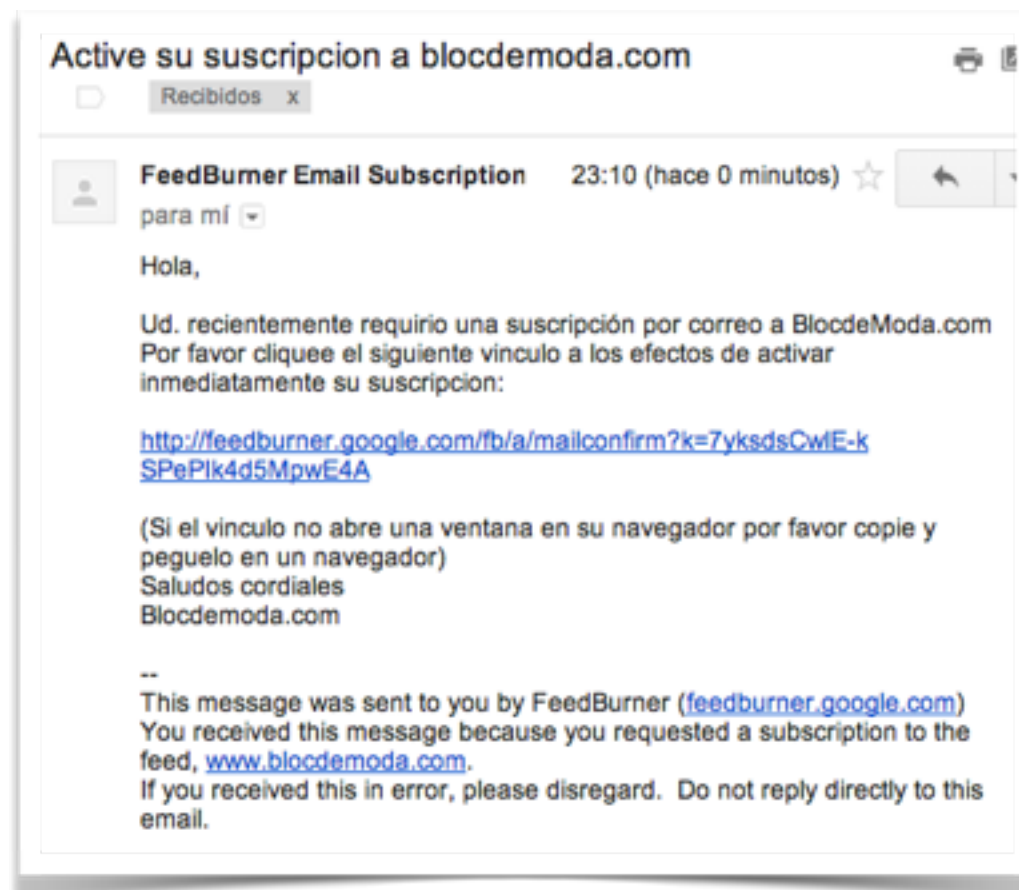 Active su suscripcion a blocdemoda.com
Recibidos x
FeedBurner Email Subscription 23:10 (hace 0 minutos)
para mí
Hola,
Ud. recientemente requirio una suscripción por correo a BlocdeModa.com
Por favor cliquee el siguiente vinculo a los efectos de activar
inmediatamente su suscripcion:
http://feedburner.google.com/fb/a/mailconfirm?k=7yksdsCwlE-k
SPePlk4d5MpwE4A
(Si el vinculo no abre una ventana en su navegador por favor copie y
peguelo en un navegador)
Saludos cordiales
Blocdemoda.com
--
This message was sent to you by FeedBurner (feedburner.google.com)
You received this message because you requested a subscription to the
feed, www.blocdemoda.com.
If you received this in error, please disregard.  Do not reply directly to this
email.